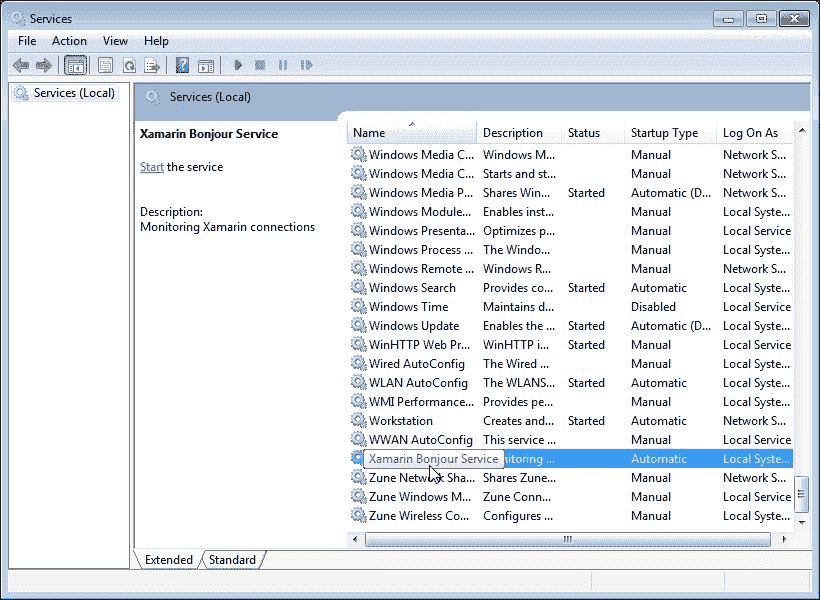 Services
File Action View Help
Services (Local)
Services (Local)
Xamarin Bonjour Service
Start the service
Description:
Monitoring Xamarin connections
Name Description Status Startup Type Log On As
Windows Media C... Windows M... Manual Network S...
Windows Media C... Starts and st... Manual Network S...
Windows Media P... Shares Win... Started Automatic (D... Network S...
Windows Module... Enables inst... Manual Local Syste...
Windows Presenta... Optimizes p... Manual Local Service
Windows Process ... The Windo... Manual Local Syste...
Windows Remote ... Windows R... Manual Network S...
Windows Search Provides co... Started Automatic Local Syste...
Windows Time Maintains d... Disabled Local Service
Windows Update Enables the ... Started Automatic (D... Local Syste...
WinHTTP Web Pr... WinHTTP i... Started Manual Local Service
Wired AutoConfig The Wired ... Manual Local Syste...
WLAN AutoConfig The WLANS... Started Automatic Local Syste...
WMI Performance... Provides pe... Manual Local Syste...
Workstation Creates and... Started Automatic Network S...
WWAN AutoConfig This service ... Manual Local Service
Xamarin Bonjour Service nitoring ... Automatic Local Syste...
Zune Network Sha... Shares Zune... Manual Network S...
Zune Windows M... Zune Conn... Manual Local Service
Zune Wireless Co... Configures ... Manual Local Syste...
Extended Standard